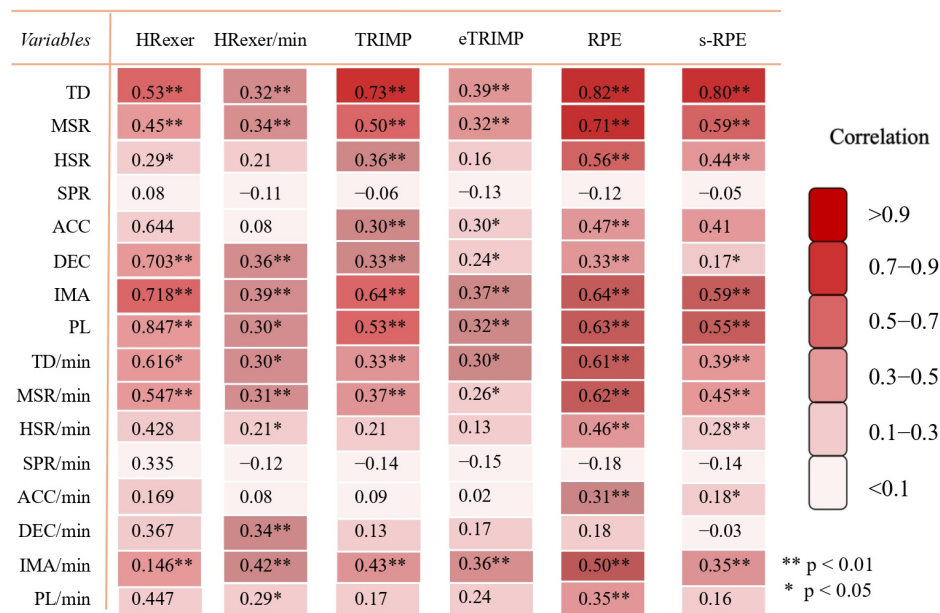 Variables HRexer HRexer/min TRIMP eTRIMP RPE s-RPE
TD 0.53** 0.32** 0.73** 0.39** 0.82** 0.80**
MSR 0.45** 0.34** 0.50** 0.32** 0.71** 0.59**
HSR 0.29* 0.21 0.36** 0.16 0.56** 0.44**
SPR 0.08 −0.11 −0.06 −0.13 −0.12 −0.05
ACC 0.644 0.08 0.30** 0.30* 0.47** 0.41
DEC 0.703** 0.36** 0.33** 0.24* 0.33** 0.17*
IMA 0.718** 0.39** 0.64** 0.37** 0.64** 0.59**
PL 0.847** 0.30* 0.53** 0.32** 0.63** 0.55**
TD/min 0.616* 0.30* 0.33** 0.30* 0.61** 0.39**
MSR/min 0.547** 0.31** 0.37** 0.26* 0.62** 0.45**
HSR/min 0.428 0.21* 0.21 0.13 0.46** 0.28**
SPR/min 0.335 −0.12 −0.14 −0.15 −0.18 −0.14
ACC/min 0.169 0.08 0.09 0.02 0.31** 0.18*
DEC/min 0.367 0.34** 0.13 0.17 0.18 −0.03
IMA/min 0.146** 0.42** 0.43** 0.36** 0.50** 0.35**
PL/min 0.447 0.29* 0.17 0.24 0.35** 0.16
Correlation
>0.9
0.7−0.9
0.5−0.7
0.3−0.5
0.1−0.3
<0.1
** p < 0.01
* p < 0.05